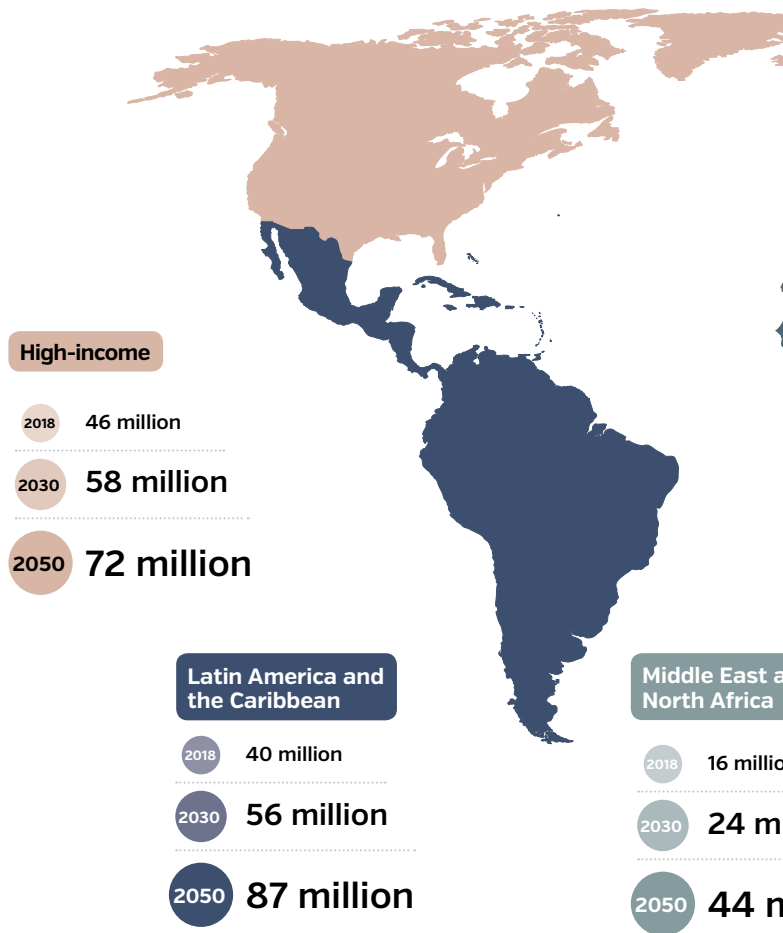 High-income
2018 46 million
2030 58 million
2050 72 million
Latin America and
the Caribbean
2018 40 million
2030 56 million
2050 87 million
Middle East
North Africa
2018 16
2030 24
2050 44